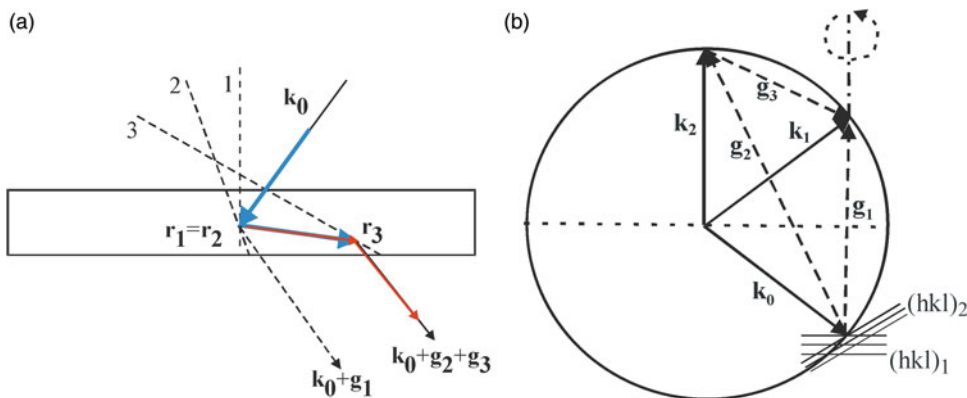 (a)
1
2
3
k0
r1=r2
r3
k0+g1
k0+g2+g3
(b)
g3
k2
k1
g2
g1
k0
(hkl)2
(hkl)1